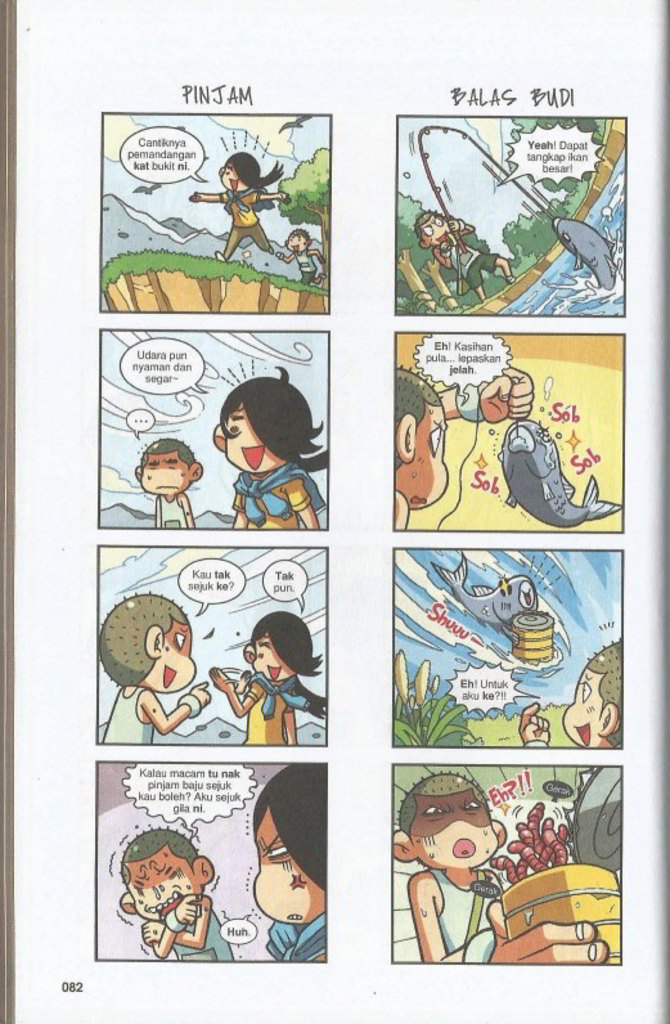 PINJAM
Cantiknya
pemandangan
kat bukit ni.
Udara pun
nyaman dan
segar~
...
Kau tak
sejuk ke?
Tak
pun.
Kalau macam tu nak
pinjam baju sejuk
kau boleh? Aku sejuk
gila ni.
Huh.
BALAS BUDI
Yeah! Dapat
tangkap ikan
besar!
Eh! Kasihan
pula... lepaskan
jelah.
Sob
Sob
Sob
Shuuu~
Eh! Untuk
aku ke?!!
Eh?!!
Gerak
Gerak
082